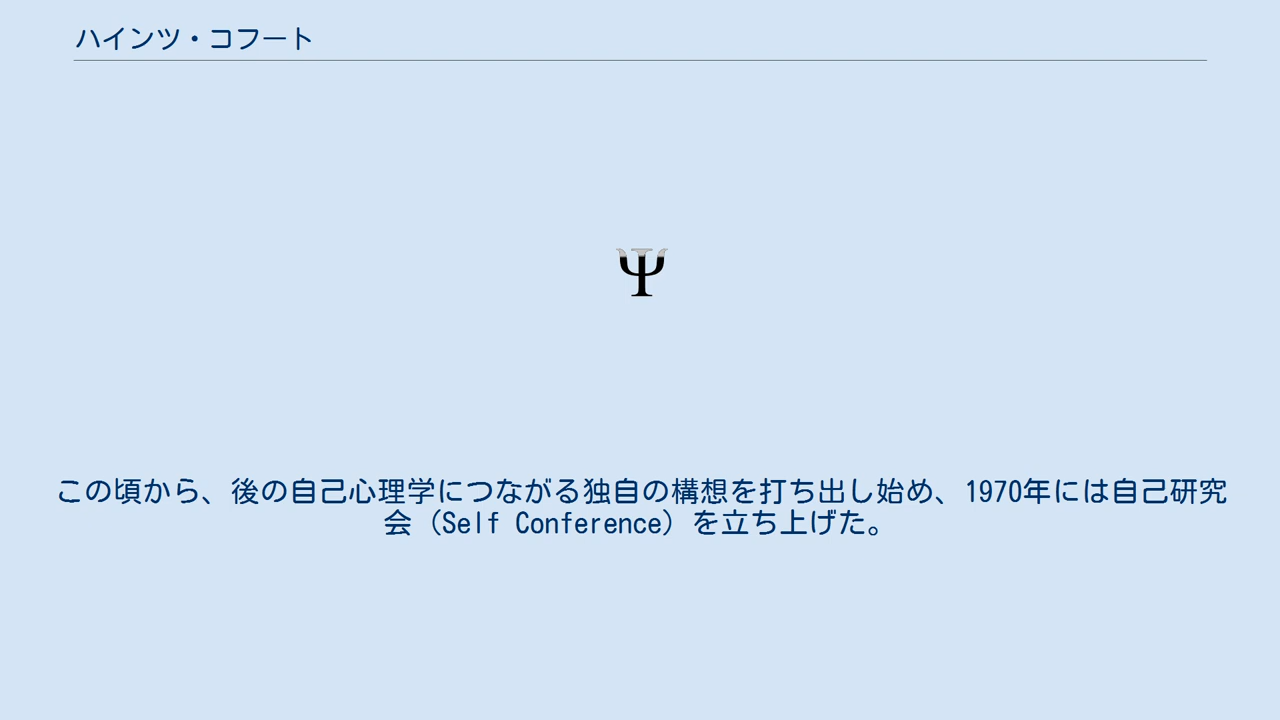 ハインツ・コフート
Ψ
この頃から、後の自己心理学につながる独自の構想を打ち出し始め、1970年には自己研究
会（Self Conference）を立ち上げた。